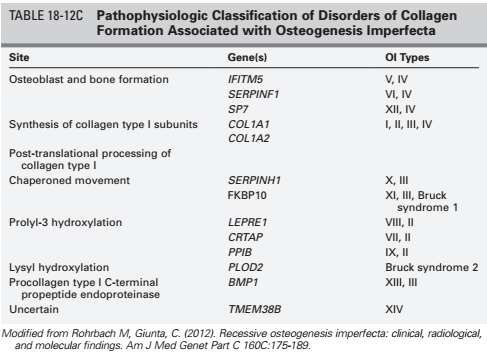 TABLE 18-12C Pathophysiologic Classification of Disorders of Collagen
Formation Associated with Osteogenesis Imperfecta
Site Gene(s) OI Types
Osteoblast and bone formation IFITM5 V, IV
SERPINF1 VI, IV
SP7 XII, IV
Synthesis of collagen type I subunits COL1A1 I, II, III, IV
COL1A2
Post-translational processing of
collagen type I
Chaperoned movement SERPINH1 X, III
FKBP10 XI, III, Bruck
syndrome 1
Prolyl-3 hydroxylation LEPRE1 VIII, II
CRTAP VII, II
PPIB IX, II
Lysyl hydroxylation PLOD2 Bruck syndrome 2
Procollagen type I C-terminal BMP1 XIII, III
propeptide endoproteinase
Uncertain TMEM38B XIV
Modified from Rohrbach M, Giunta, C. (2012). Recessive osteogenesis imperfecta: clinical, radiological,
and molecular findings. Am J Med Genet Part C 160C:175-189.